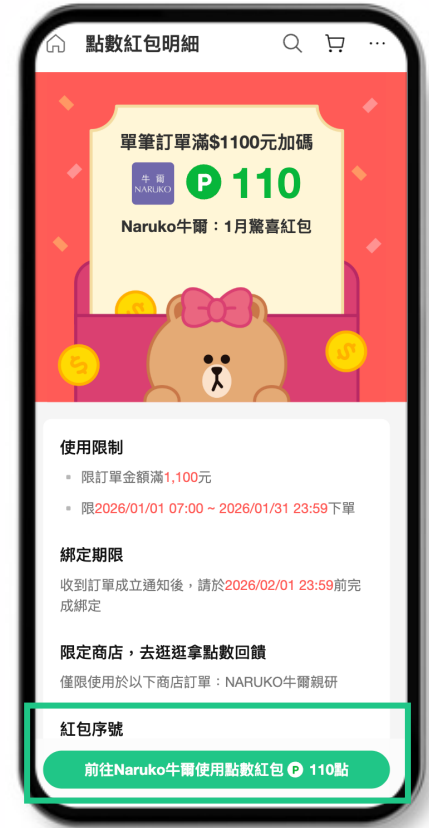 點數紅包明細
單筆訂單滿$1100元加碼
牛 爾
NARUKO
P 110
Naruko牛爾：1月驚喜紅包
使用限制
限訂單金額滿1,100元
限2026/01/01 07:00 ~ 2026/01/31 23:59下單
綁定期限
收到訂單成立通知後，請於2026/02/01 23:59前完
成綁定
限定商店，去逛逛拿點數回饋
僅限使用於以下商店訂單：NARUKO牛爾親研
紅包序號
前往Naruko牛爾使用點數紅包 P 110點